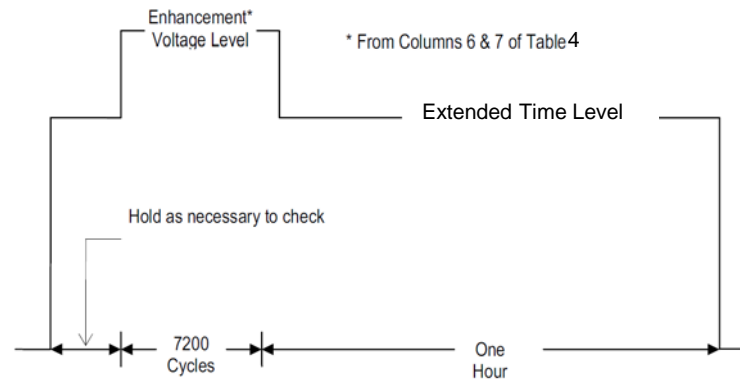 Enhancement*
Voltage Level
* From Columns 6 & 7 of Table 4
Extended Time Level
Hold as necessary to check
7200
Cycles
One
Hour